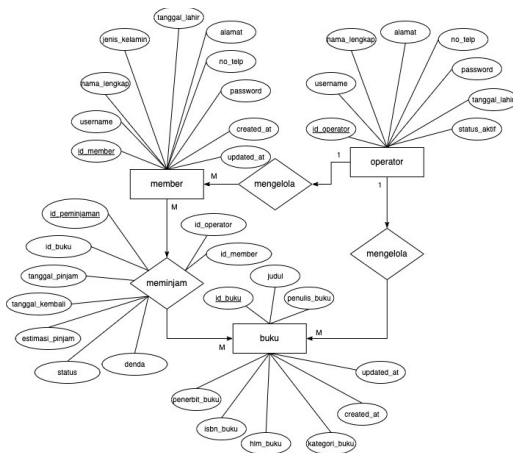 tanggal_lahir
jenis_kelamin
alamat
nama_lengkap
no_telp
password
username
created_at
id_member
updated_at
member
M
mengelola
1
alamat
nama_lengkap
no_telp
username
password
id_operator
tanggal_lahir
status_aktif
operator
1
mengelola
M
id_peminjaman
id_operator
id_buku
id_member
tanggal_pinjam
meminjam
tanggal_kembali
estimasi_pinjam
status
denda
M
judul
id_buku
penulis_buku
buku
M
penerbit_buku
isbn_buku
hlm_buku
kategori_buku
created_at
updated_at